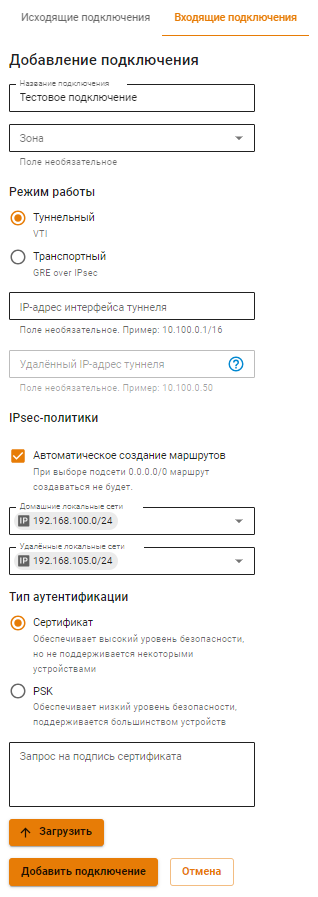 Исходящие подключения
Входящие подключения
Добавление подключения
Название подключения
Тестовое подключение
Зона
Поле необязательное
Режим работы
Туннельный
VTI
Транспортный
GRE over IPsec
IP-адрес интерфейса туннеля
Поле необязательное. Пример: 10.100.0.1/16
Удалённый IP-адрес туннеля
Поле необязательное. Пример: 10.100.0.50
IPsec-политики
Автоматическое создание маршрутов
При выборе подсети 0.0.0.0/0 маршрут
создаваться не будет.
Домашние локальные сети
IP 192.168.100.0/24
Удалённые локальные сети
IP 192.168.105.0/24
Тип аутентификации
Сертификат
Обеспечивает высокий уровень безопасности,
но не поддерживается некоторыми
устройствами
PSK
Обеспечивает низкий уровень безопасности,
поддерживается большинством устройств
Запрос на подпись сертификата
Загрузить
Добавить подключение
Отмена